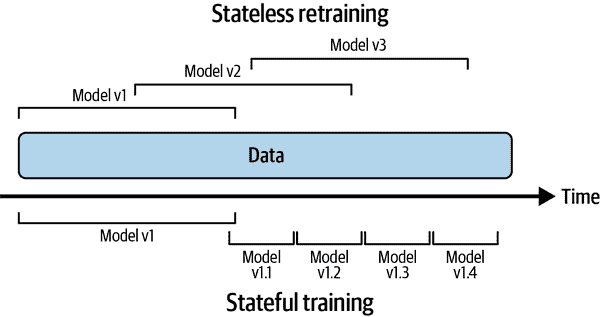 Stateless retraining
Model v3
Model v2
Model v1
Data
Time
Model v1
Model
v1.1
Model
v1.2
Model
v1.3
Model
v1.4
Stateful training